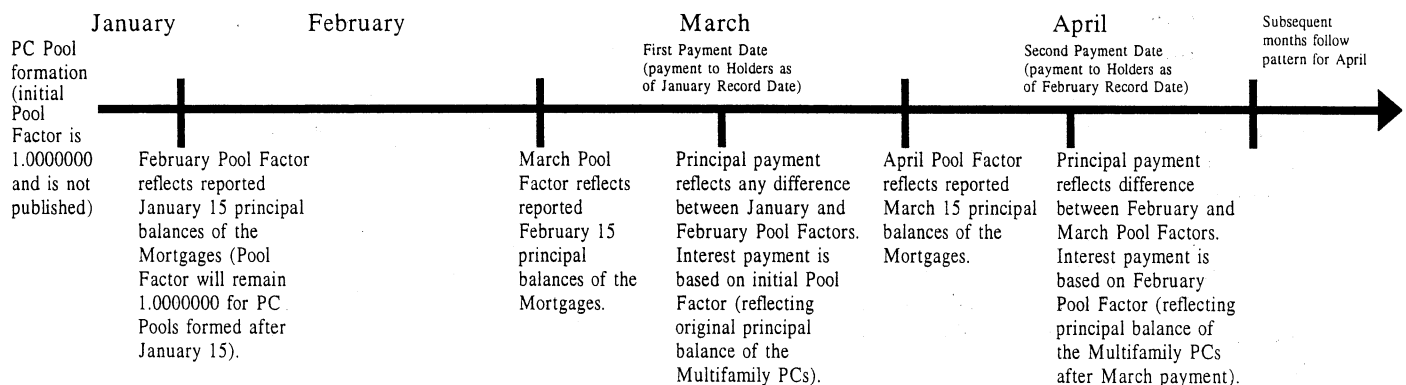 January
February
March
April
PC Pool
formation
(initial
Pool
Factor is
1.0000000
and is not
published)
First Payment Date
(payment to Holders as
of January Record Date)
Second Payment Date
(payment to Holders as
of February Record Date)
Subsequent
months follow
pattern for April
February Pool Factor
reflects reported
January 15 principal
balances of the
Mortgages (Pool
Factor will remain
1.0000000 for PC
Pools formed after
January 15).
March Pool
Factor reflects
reported
February 15
principal
balances of the
Mortgages.
Principal payment
reflects any difference
between January and
February Pool Factors.
Interest payment is
based on initial Pool
Factor (reflecting
original principal
balance of the
Multifamily PCs).
April Pool Factor
reflects reported
March 15 principal
balances of the
Mortgages.
Principal payment
reflects difference
between February and
March Pool Factors.
Interest payment is
based on February
Pool Factor (reflecting
principal balance of
the Multifamily PCs
after March payment).